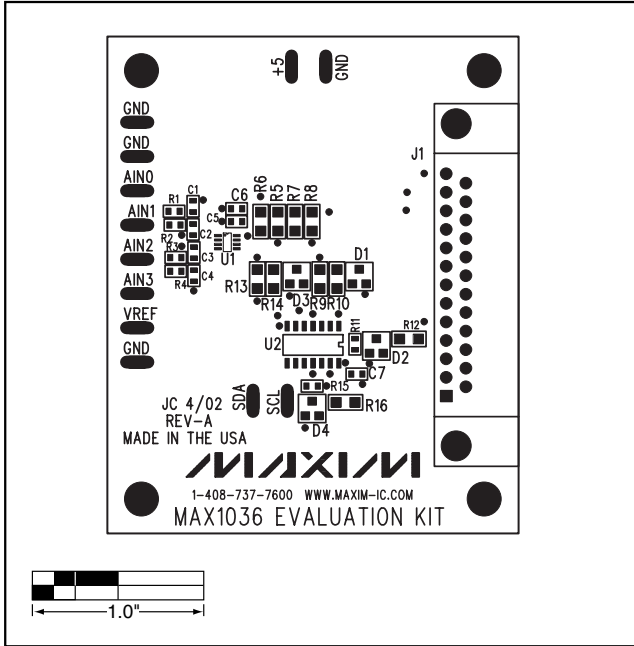 +5
GND
GND
GND
AIN0
AIN1
AIN2
AIN3
VREF
GND
J1
R1
C1
R2
C2
R3
C3
R4
C4
C6
C5
U1
R6
R5
R7
R8
R13
R14
D3
R9
R10
D1
U2
R11
D2
R12
C7
R15
R16
D4
SDA
SCL
JC 4/02
REV-A
MADE IN THE USA
MAXIM
1-408-737-7600 WWW.MAXIM-IC.COM
MAX1036 EVALUATION KIT
1.0"